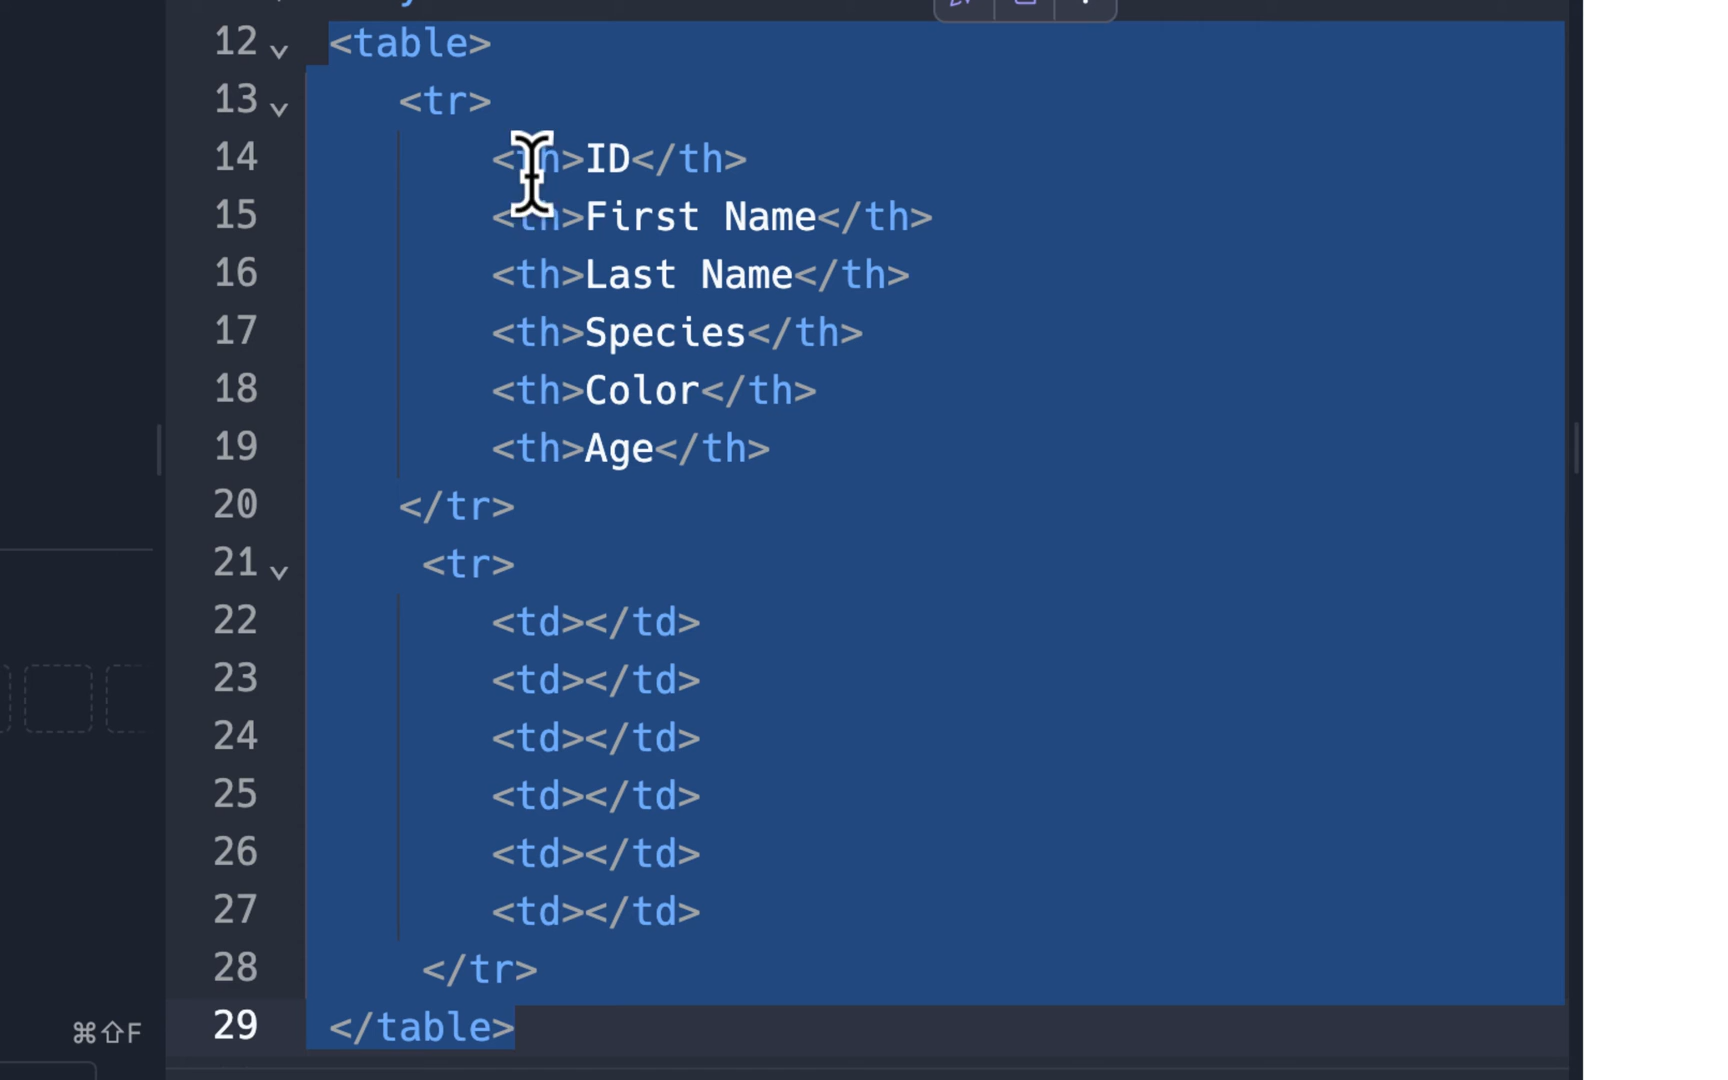 12 <table>
13 <tr>
14 <th>ID</th>
15 <th>First Name</th>
16 <th>Last Name</th>
17 <th>Species</th>
18 <th>Color</th>
19 <th>Age</th>
20 </tr>
21 <tr>
22 <td></td>
23 <td></td>
24 <td></td>
25 <td></td>
26 <td></td>
27 <td></td>
28 </tr>
29 </table>
⌘⇧F